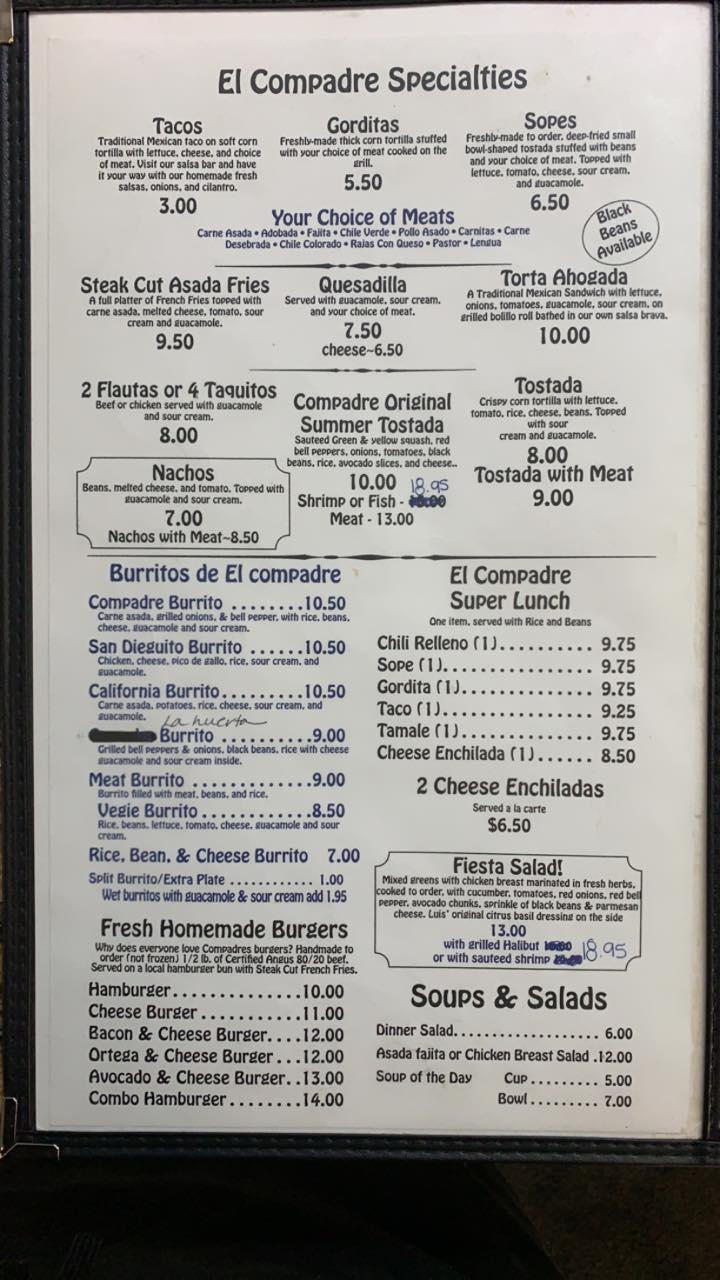 El Compadre Specialties
Tacos
Traditional Mexican taco on soft corn
tortilla with lettuce, cheese, and choice
of meat. Visit our salsa bar and have
it your way with our homemade fresh
salsas, onions, and cilantro.
3.00
Gorditas
Freshly-made thick corn tortilla stuffed
with your choice of meat cooked on the
grill.
5.50
Sopes
Freshly-made to order, deep-fried small
bowl-shaped tostada stuffed with beans
and your choice of meat. Topped with
lettuce, tomato, cheese, sour cream,
and guacamole.
6.50
Your Choice of Meats
Carne Asada • Adobada • Fajita • Chile Verde • Pollo Asado • Carnitas • Carne
Desebrada • Chile Colorado • Rajas Con Queso • Pastor • Lengua
Black
Beans
Available
Steak Cut Asada Fries
A full platter of French Fries topped with
carne asada, melted cheese, tomato, sour
cream and guacamole.
9.50
Quesadilla
Served with guacamole, sour cream,
and your choice of meat.
7.50
cheese~6.50
Torta Ahogada
A Traditional Mexican Sandwich with lettuce,
onions, tomatoes, guacamole, sour cream, on
grilled bolillo roll bathed in our own salsa brava.
10.00
2 Flautas or 4 Taquitos
Beef or chicken served with guacamole
and sour cream.
8.00
Nachos
Beans, melted cheese, and tomato. Topped with
guacamole and sour cream.
7.00
Nachos with Meat~8.50
Compadre Original
Summer Tostada
Sauteed Green & yellow squash, red
bell peppers, onions, tomatoes, black
beans, rice, avocado slices, and cheese..
10.00 18.95
Shrimp or Fish -
Meat - 13.00
Tostada
Crispy corn tortilla with lettuce,
tomato, rice, cheese, beans. Topped
with sour
cream and guacamole.
8.00
Tostada with Meat
9.00
Burritos de El compadre
Compadre Burrito ........10.50
Carne asada, grilled onions, & bell pepper, with rice, beans,
cheese, guacamole and sour cream.
San Dieguito Burrito ......10.50
Chicken, cheese, pico de gallo, rice, sour cream, and
guacamole.
California Burrito.........10.50
Carne asada, potatoes, rice, cheese, sour cream, and
guacamole.
La huerta
Burrito ..........9.00
Grilled bell peppers & onions, black beans, rice with cheese
guacamole and sour cream inside.
Meat Burrito .............9.00
Burrito filled with meat, beans, and rice.
Vegie Burrito ............8.50
Rice, beans, lettuce, tomato, cheese, guacamole and sour
cream.
Rice, Bean, & Cheese Burrito 7.00
Split Burrito/Extra Plate ............ 1.00
Wet burritos with guacamole & sour cream add 1.95
Fresh Homemade Burgers
Why does everyone love Compadres burgers? Handmade to
order (not frozen) 1/2 lb. of Certified Angus 80/20 beef.
Served on a local hamburger bun with Steak Cut French Fries.
Hamburger..............10.00
Cheese Burger ...........11.00
Bacon & Cheese Burger....12.00
Ortega & Cheese Burger ...12.00
Avocado & Cheese Burger..13.00
Combo Hamburger........14.00
El Compadre
Super Lunch
One item, served with Rice and Beans
Chili Relleno (1).......... 9.75
Sope (1)................ 9.75
Gordita (1).............. 9.75
Taco (1)................ 9.25
Tamale (1).............. 9.75
Cheese Enchilada (1)...... 8.50
2 Cheese Enchiladas
Served a la carte
$6.50
Fiesta Salad!
Mixed greens with chicken breast marinated in fresh herbs,
cooked to order, with cucumber, tomatoes, red onions, red bell
pepper, avocado chunks, sprinkle of black beans & parmesan
cheese. Luis' original citrus basil dressing on the side
13.00
with grilled Halibut
or with sauteed shrimp 18.95
Soups & Salads
Dinner Salad.................. 6.00
Asada fajita or Chicken Breast Salad .12.00
Soup of the Day Cup ......... 5.00
Bowl ......... 7.00